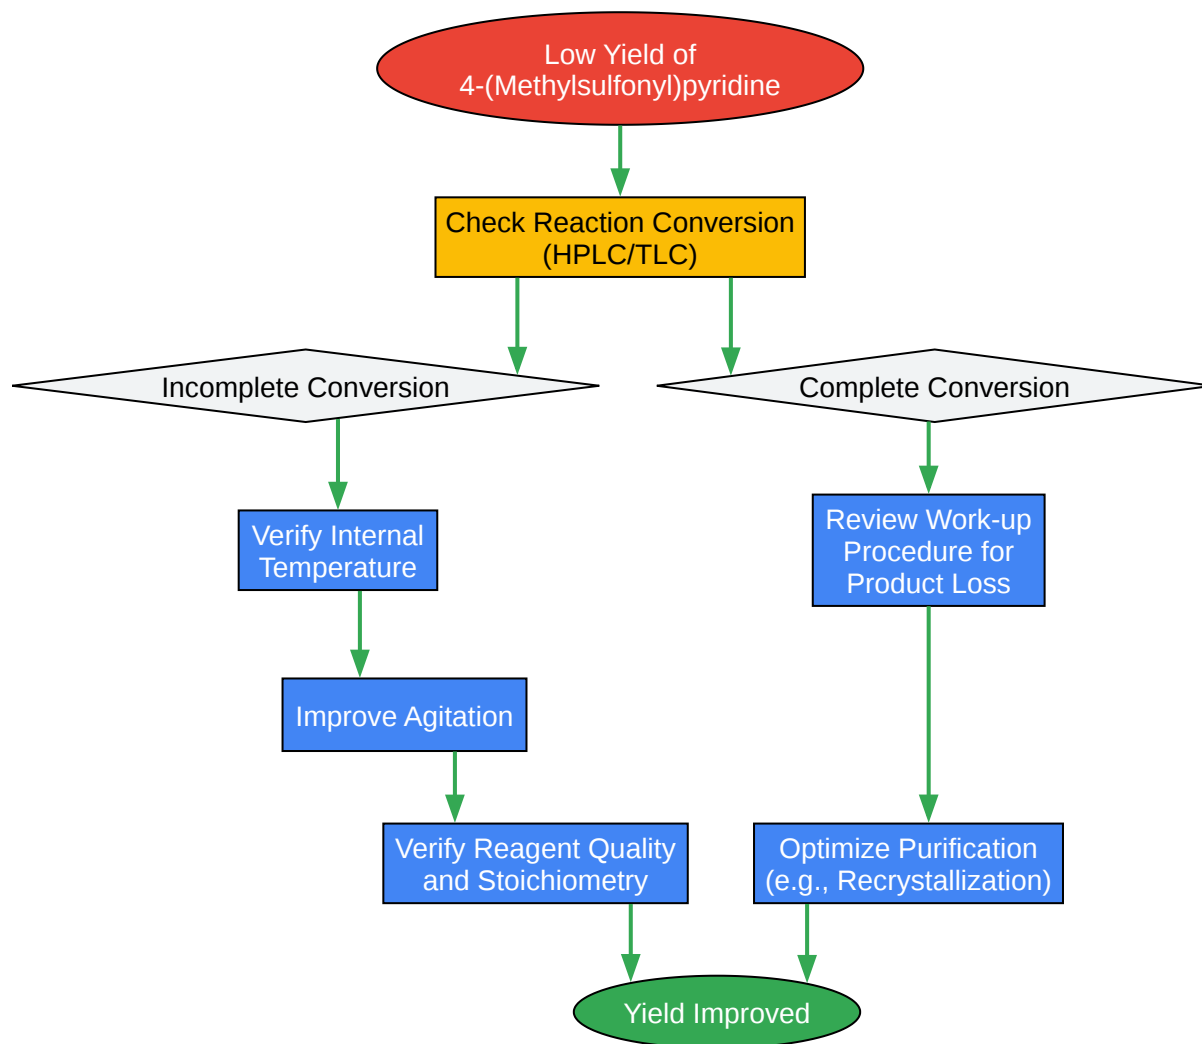 Low Yield of
4-(Methylsulfonyl)pyridine
Check Reaction Conversion
(HPLC/TLC)
Incomplete Conversion
Complete Conversion
Verify Internal
Temperature
Review Work-up
Procedure for
Product Loss
Improve Agitation
Verify Reagent Quality
and Stoichiometry
Optimize Purification
(e.g., Recrystallization)
Yield Improved